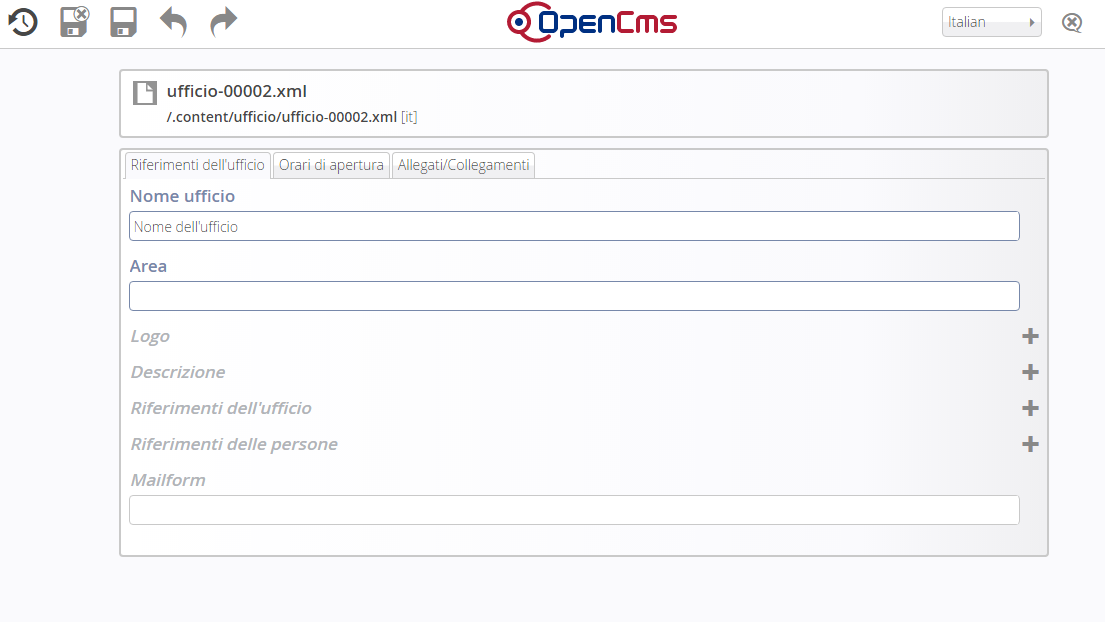 OpenCms
Italian
ufficio-00002.xml
/.content/ufficio/ufficio-00002.xml [it]
Riferimenti dell'ufficio Orari di apertura Allegati/Collegamenti
Nome ufficio
Nome dell'ufficio
Area
Logo
Descrizione
Riferimenti dell'ufficio
Riferimenti delle persone
Mailform